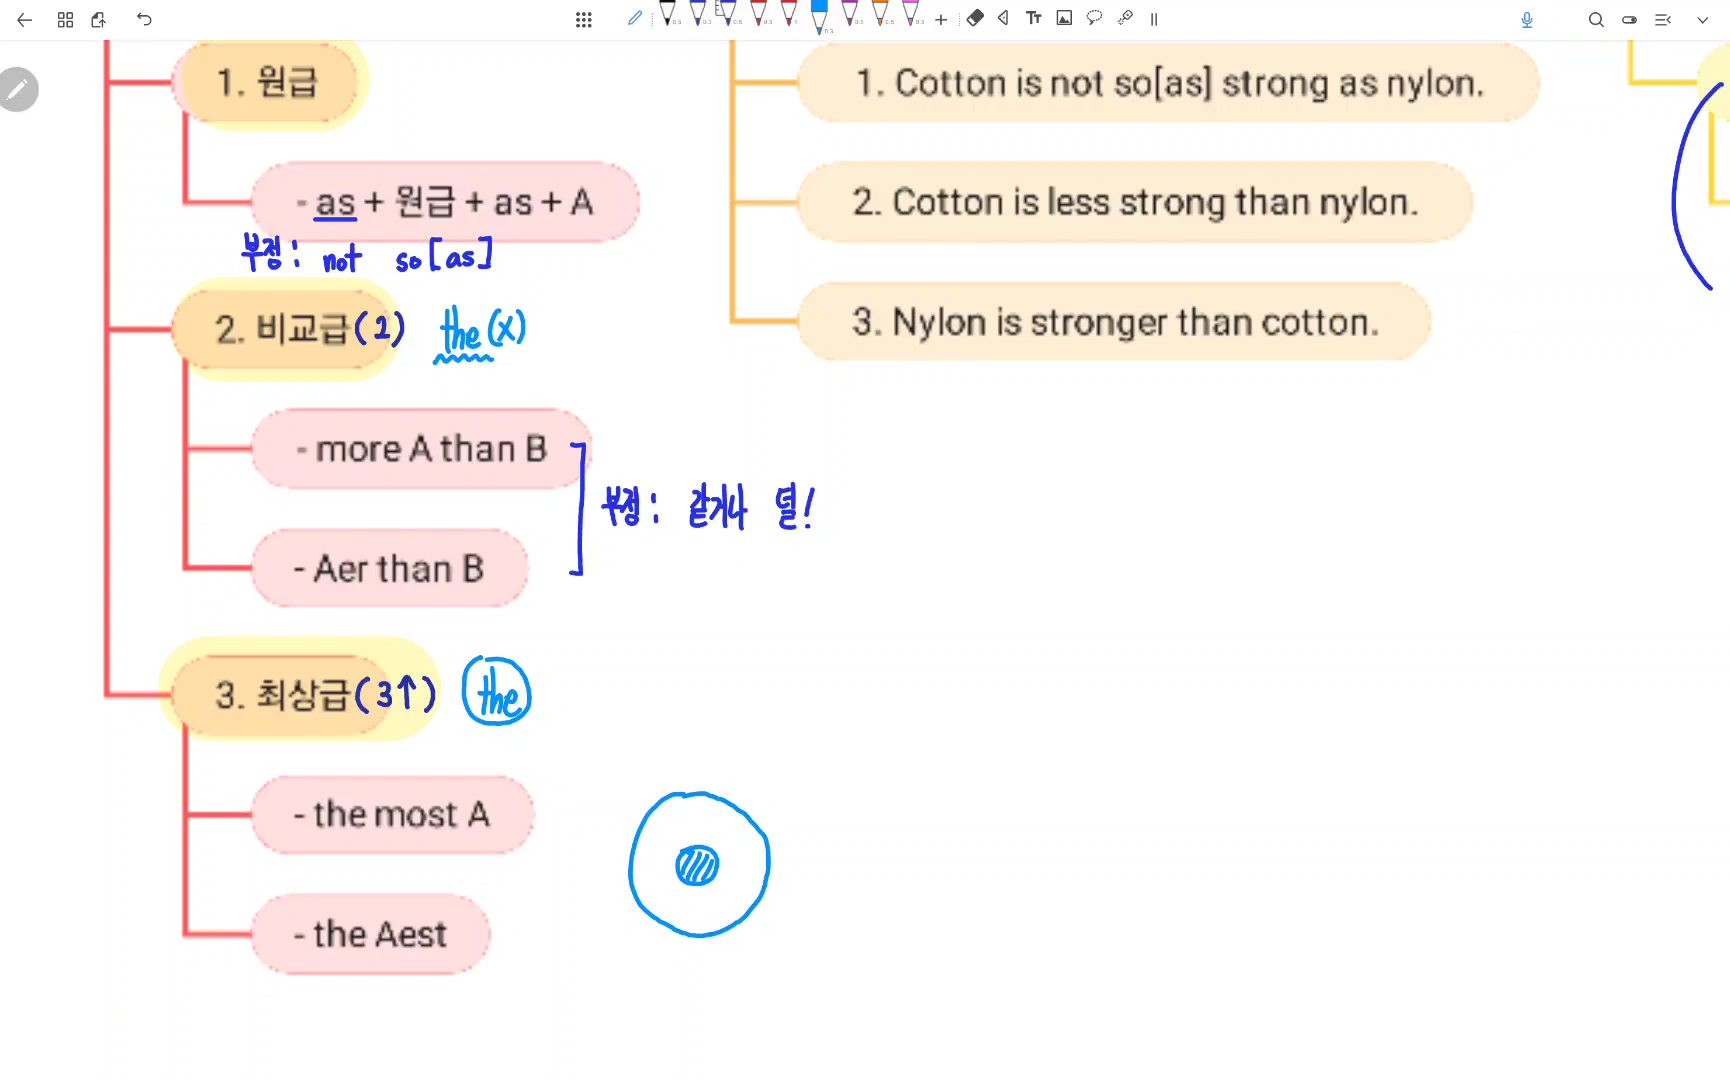 1. 원급
- as + 원급 + as + A
부정: not so[as]
2. 비교급(2) the(x)
- more A than B
- Aer than B
부정: 같거나 덜!
3. 최상급(3↑) the
- the most A
- the Aest
1. Cotton is not so[as] strong as nylon.
2. Cotton is less strong than nylon.
3. Nylon is stronger than cotton.